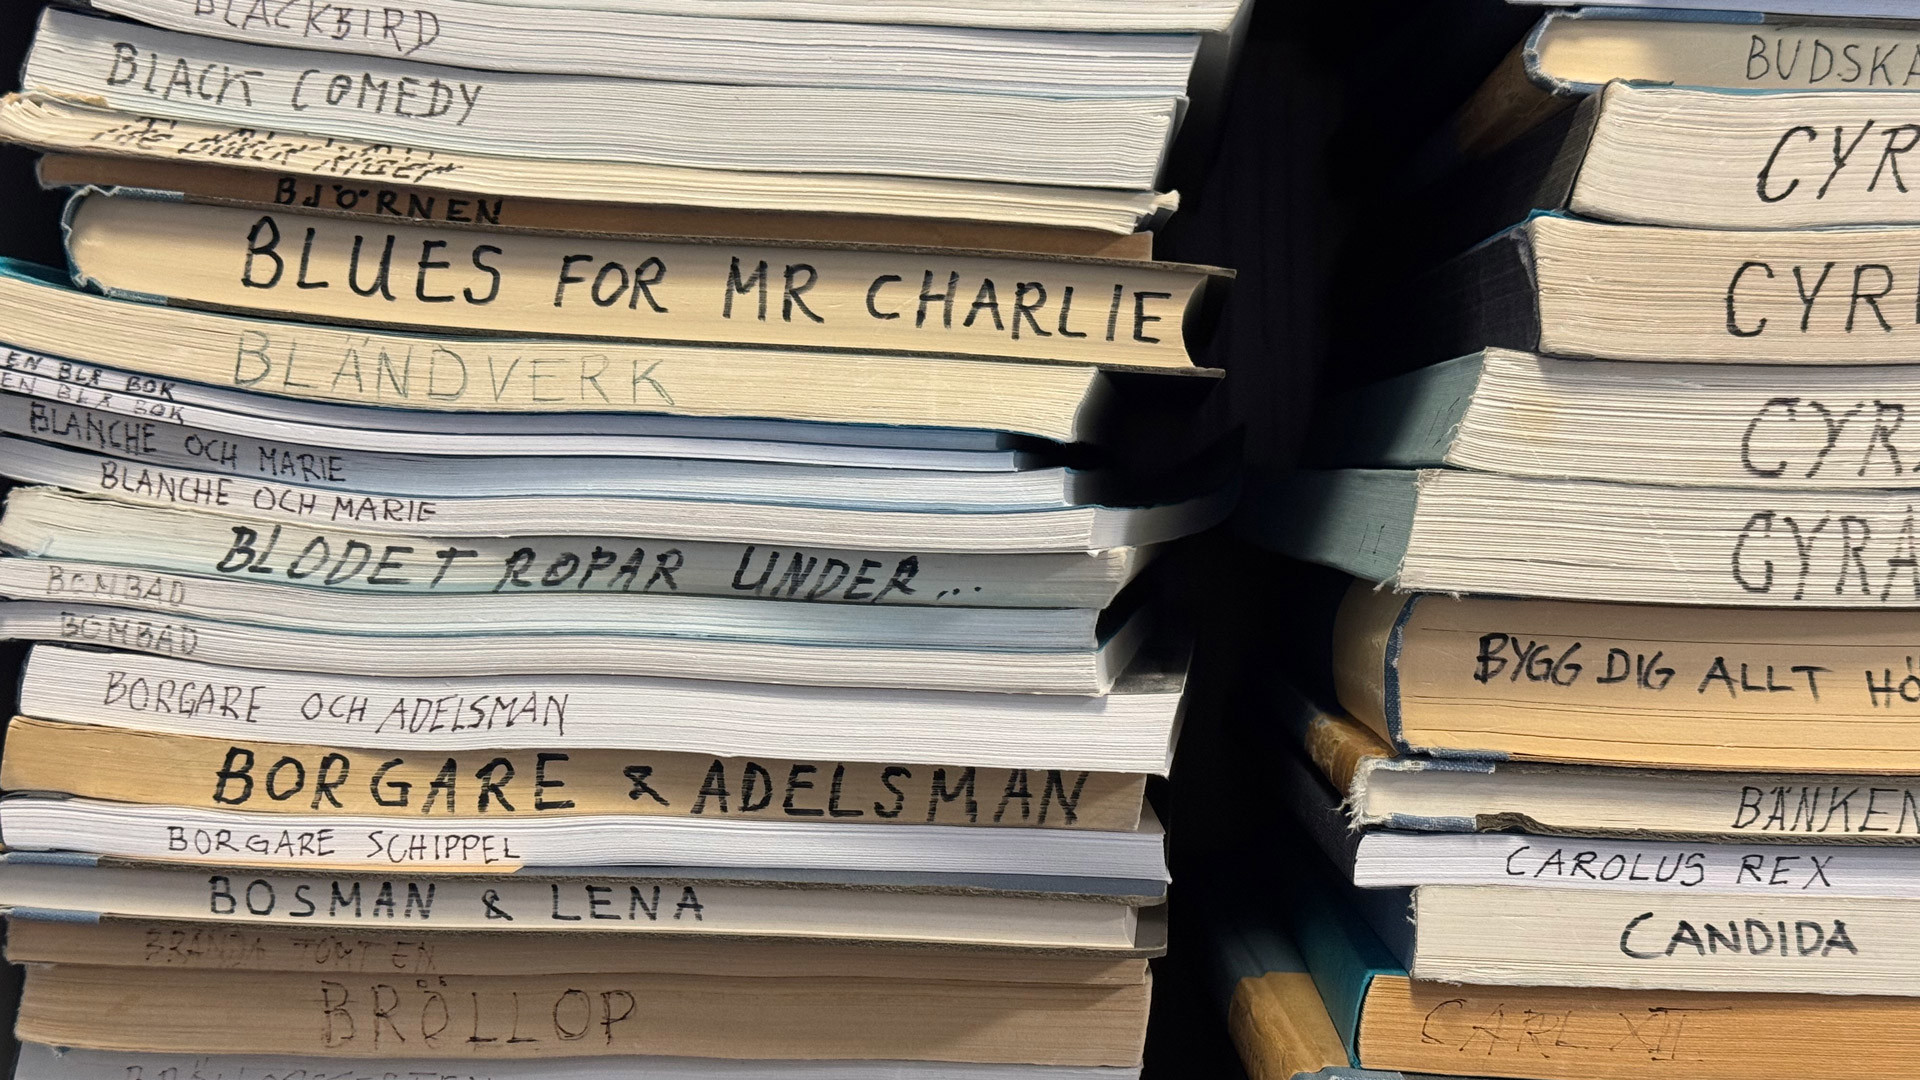 BLACKBIRD
BLACK COMEDY
BJÖRNEN
BLUES FOR MR CHARLIE
BLÄNDVERK
EN BLÅ BOK
EN BLÅ BOK
BLANCHE OCH MARIE
BLANCHE OCH MARIE
BLODET ROPAR UNDER...
BOMBAD
BOMBAD
BORGARE OCH ADELSMAN
BORGARE & ADELSMAN
BORGARE SCHIPPEL
BOSMAN & LENA
BRÄNDA TOMTEN
BRÖLLOP
BUDSKA
CYR
CYR
CYR
CYRA
BYGG DIG ALLT HÖ
BÄNKEN
CAROLUS REX
CANDIDA
CARL XII